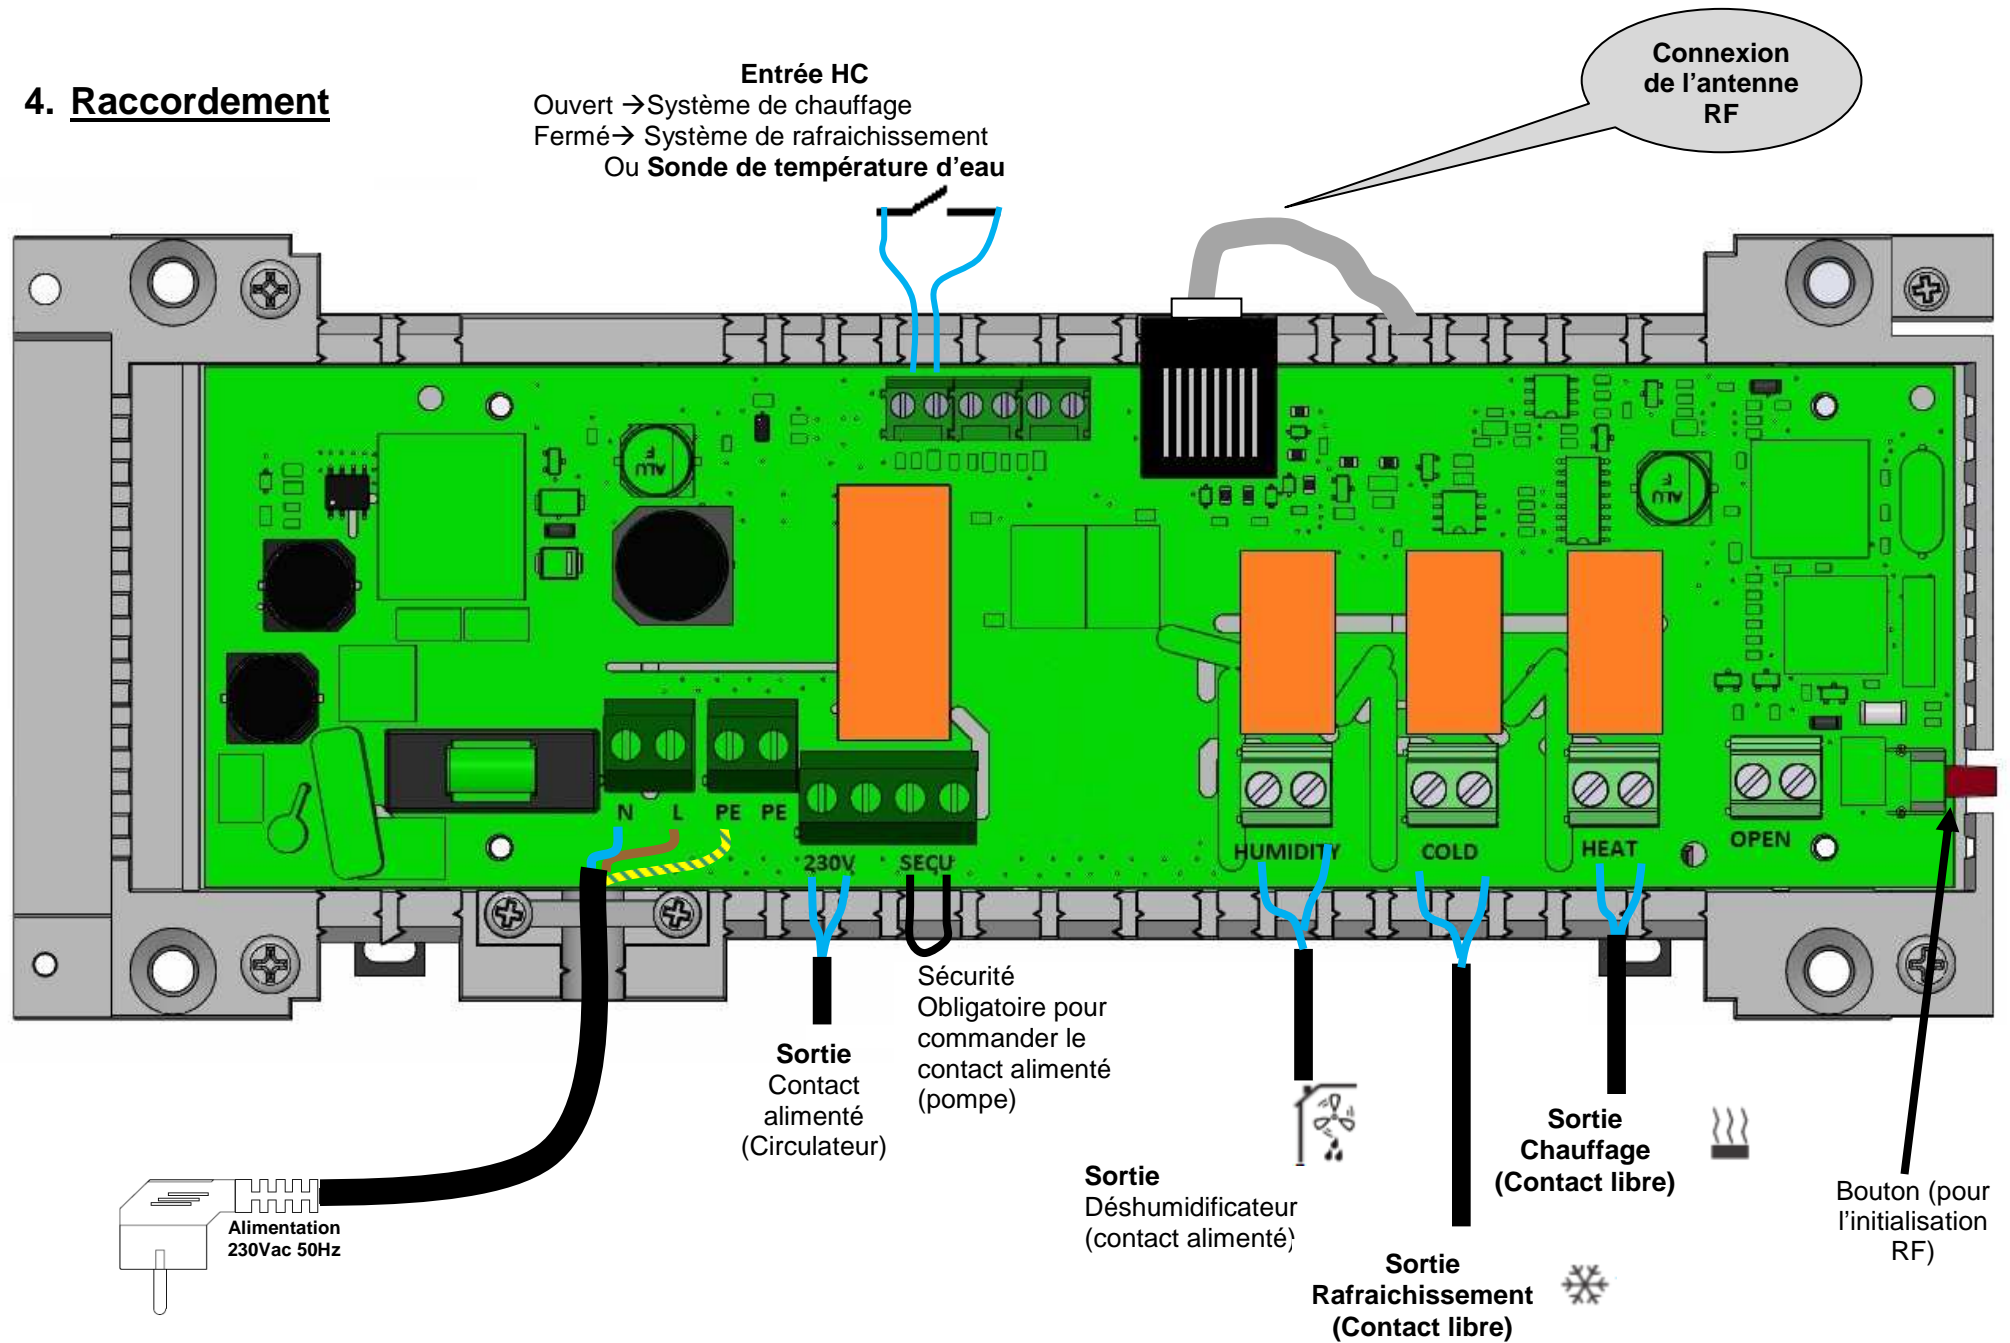 4. Raccordement
Entrée HC
Ouvert →Système de chauffage
Fermé→ Système de rafraichissement
Ou Sonde de température d'eau
Connexion
de l'antenne
RF
ALU
F
ALU
F
N L PE PE
230V SECU
HUMIDITY
COLD
HEAT
OPEN
Alimentation
230Vac 50Hz
Sortie
Contact
alimenté
(Circulateur)
Sécurité
Obligatoire pour
commander le
contact alimenté
(pompe)
Sortie
Déshumidificateur
(contact alimenté)
Sortie
Rafraichissement
(Contact libre)
Sortie
Chauffage
(Contact libre)
Bouton (pour
l'initialisation
RF)